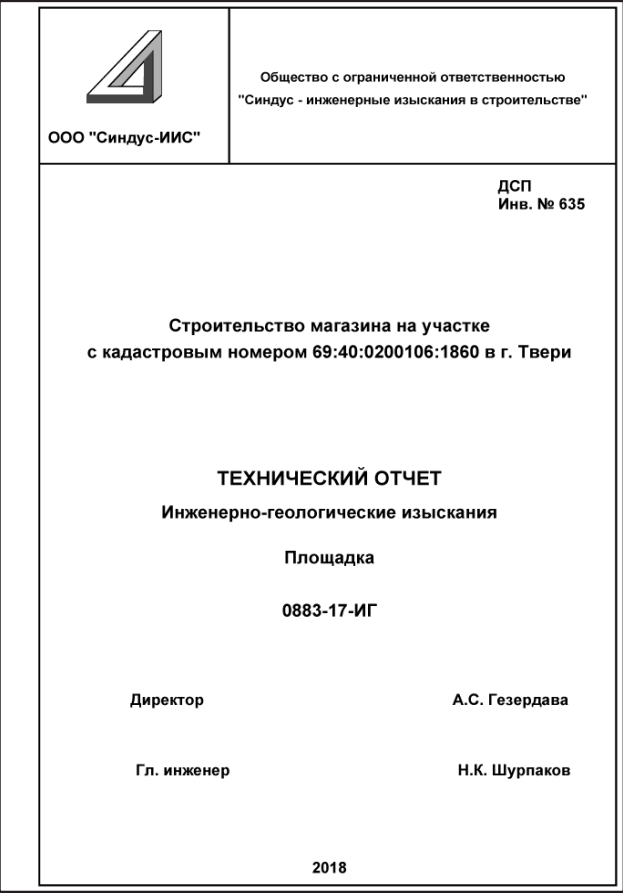 ООО "Синдус-ИИС"
Общество с ограниченной ответственностью
"Синдус - инженерные изыскания в строительстве"
ДСП
Инв. № 635
Строительство магазина на участке
с кадастровым номером 69:40:0200106:1860 в г. Твери
ТЕХНИЧЕСКИЙ ОТЧЕТ
Инженерно-геологические изыскания
Площадка
0883-17-ИГ
Директор А.С. Гезердава
Гл. инженер Н.К. Шурпаков
2018